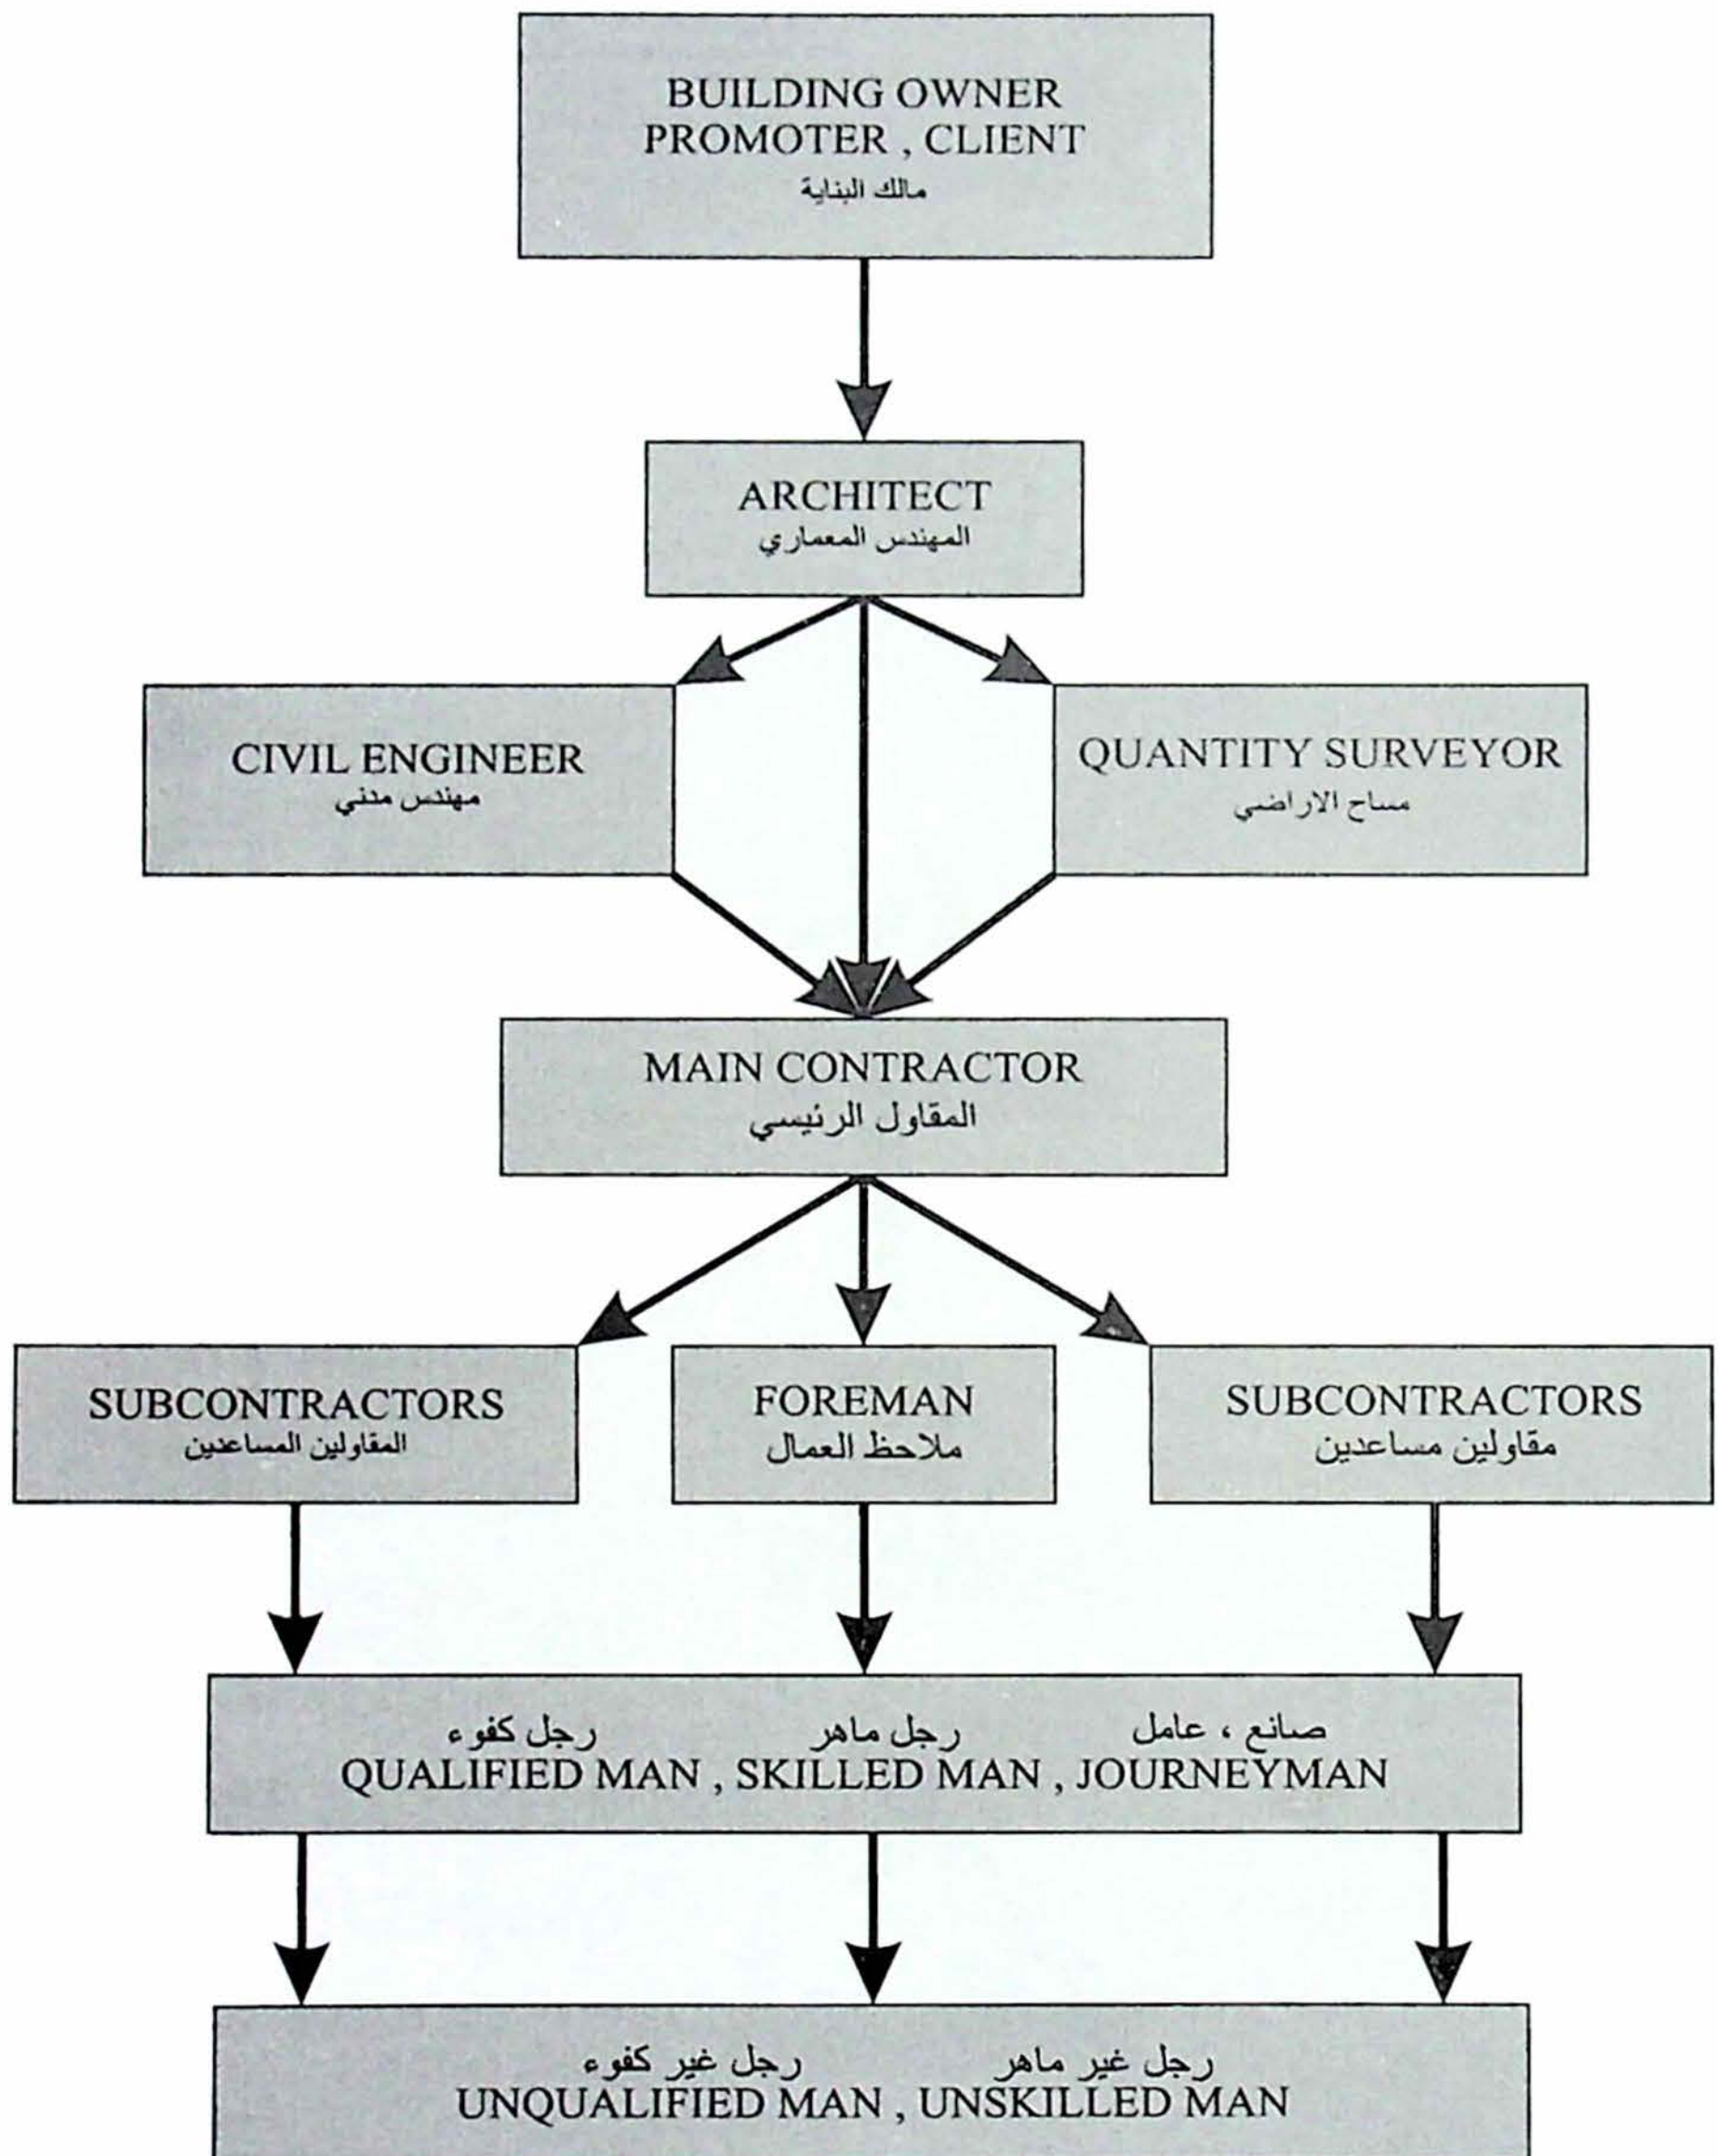 BUILDING OWNER
PROMOTER , CLIENT
مالك البناية
ARCHITECT
المهندس المعماري
CIVIL ENGINEER
مهندس مدني
QUANTITY SURVEYOR
مساح الاراضي
MAIN CONTRACTOR
المقاول الرئيسي
SUBCONTRACTORS
المقاولين المساعدين
FOREMAN
ملاحظ العمال
SUBCONTRACTORS
مقاولين مساعدين
صانع ، عامل رجل ماهر رجل كفوء
QUALIFIED MAN , SKILLED MAN , JOURNEYMAN
رجل غير ماهر رجل غير كفوء
UNQUALIFIED MAN , UNSKILLED MAN